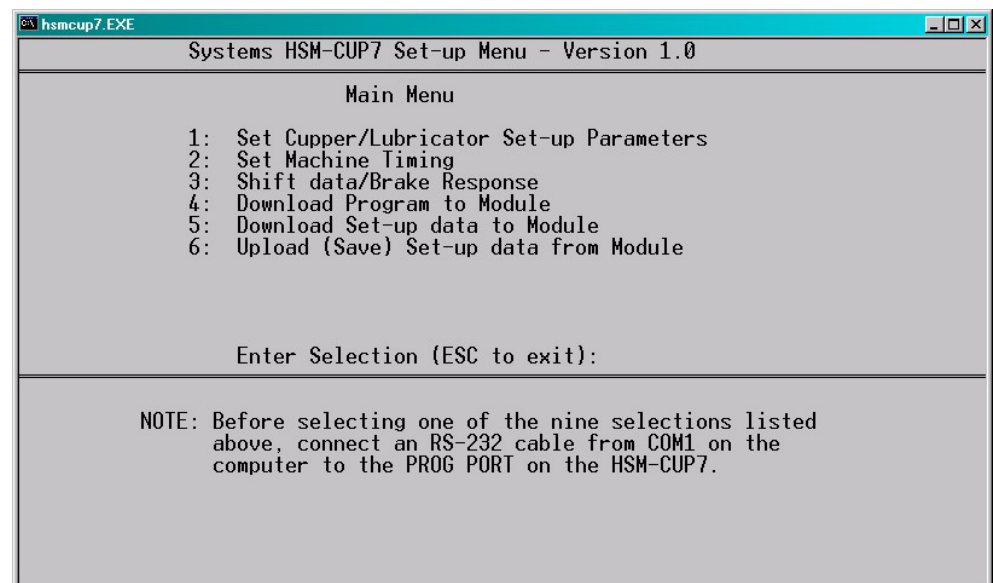 hsmcup7.EXE
Systems HSM-CUP7 Set-up Menu - Version 1.0
Main Menu
1: Set Cupper/Lubricator Set-up Parameters
2: Set Machine Timing
3: Shift data/Brake Response
4: Download Program to Module
5: Download Set-up data to Module
6: Upload (Save) Set-up data from Module
Enter Selection (ESC to exit):
NOTE: Before selecting one of the nine selections listed
above, connect an RS-232 cable from COM1 on the
computer to the PROG PORT on the HSM-CUP7.